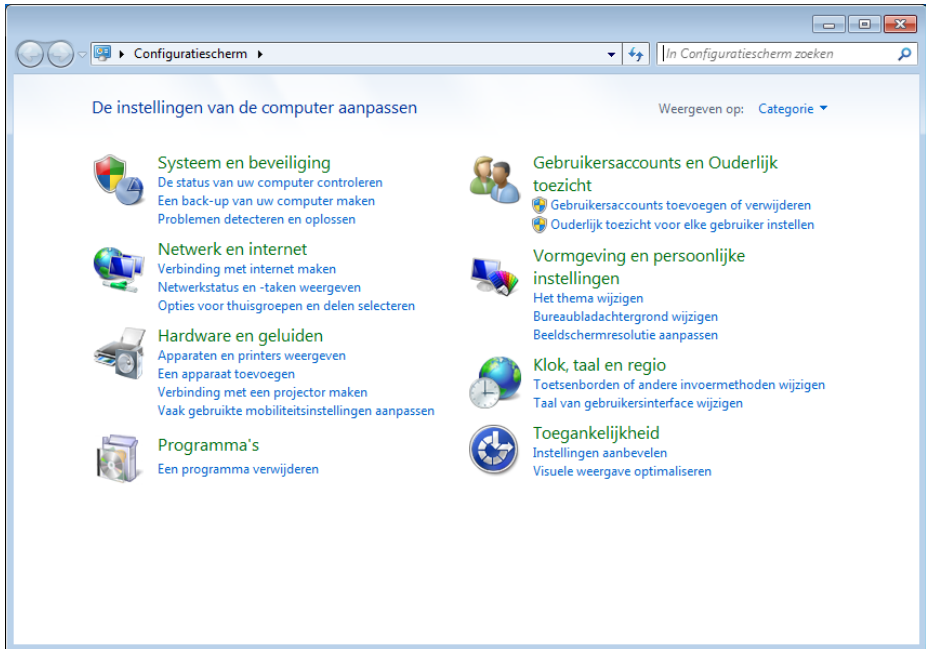 Configuratiescherm
In Configuratiescherm zoeken
De instellingen van de computer aanpassen
Weergeven op: Categorie
Systeem en beveiliging
De status van uw computer controleren
Een back-up van uw computer maken
Problemen detecteren en oplossen
Netwerk en internet
Verbinding met internet maken
Netwerkstatus en -taken weergeven
Opties voor thuisgroepen en delen selecteren
Hardware en geluiden
Apparaten en printers weergeven
Een apparaat toevoegen
Verbinding met een projector maken
Vaak gebruikte mobiliteitsinstellingen aanpassen
Programma's
Een programma verwijderen
Gebruikersaccounts en Ouderlijk
toezicht
Gebruikersaccounts toevoegen of verwijderen
Ouderlijk toezicht voor elke gebruiker instellen
Vormgeving en persoonlijke
instellingen
Het thema wijzigen
Bureaubladachtergrond wijzigen
Beeldschermresolutie aanpassen
Klok, taal en regio
Toetsenborden of andere invoermethoden wijzigen
Taal van gebruikersinterface wijzigen
Toegankelijkheid
Instellingen aanbevelen
Visuele weergave optimaliseren